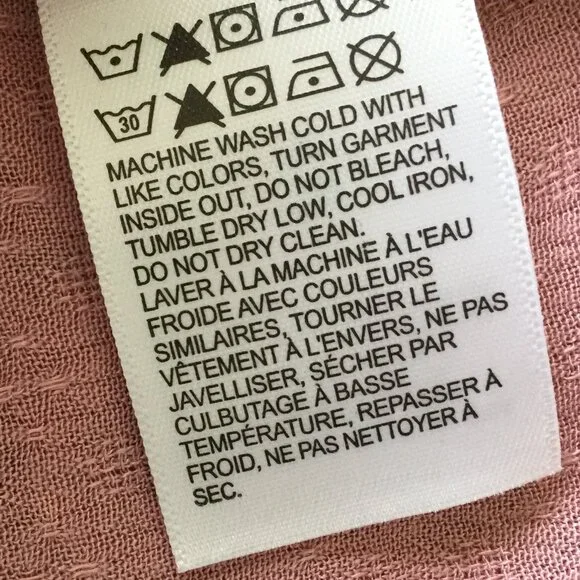 30
MACHINE WASH COLD WITH
LIKE COLORS, TURN GARMENT
INSIDE OUT, DO NOT BLEACH,
TUMBLE DRY LOW, COOL IRON,
DO NOT DRY CLEAN.
LAVER À LA MACHINE À L'EAU
FROIDE AVEC COULEURS
SIMILAIRES, TOURNER LE
VÊTEMENT À L'ENVERS, NE PAS
JAVELLISER, SÉCHER PAR
CULBUTAGE À BASSE
TEMPÉRATURE, REPASSER À
FROID, NE PAS NETTOYER À
SEC.